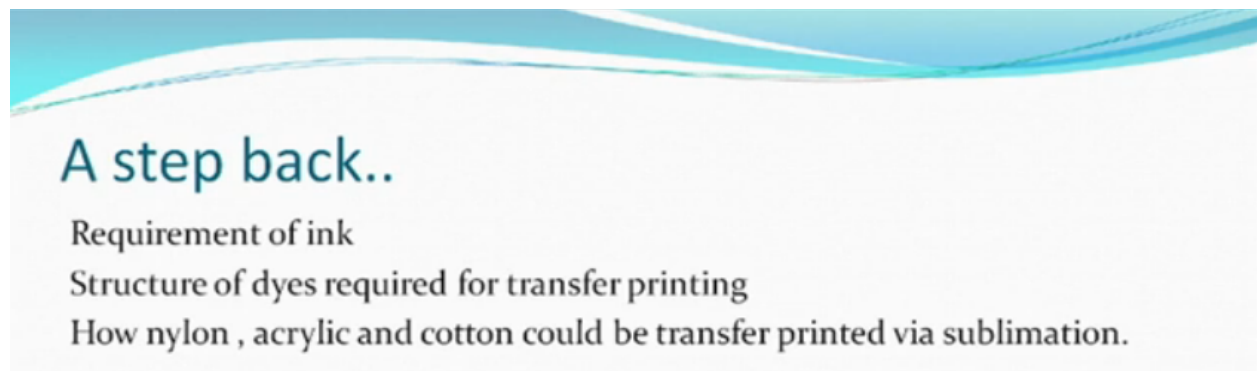 A step back..
Requirement of ink
Structure of dyes required for transfer printing
How nylon , acrylic and cotton could be transfer printed via sublimation.